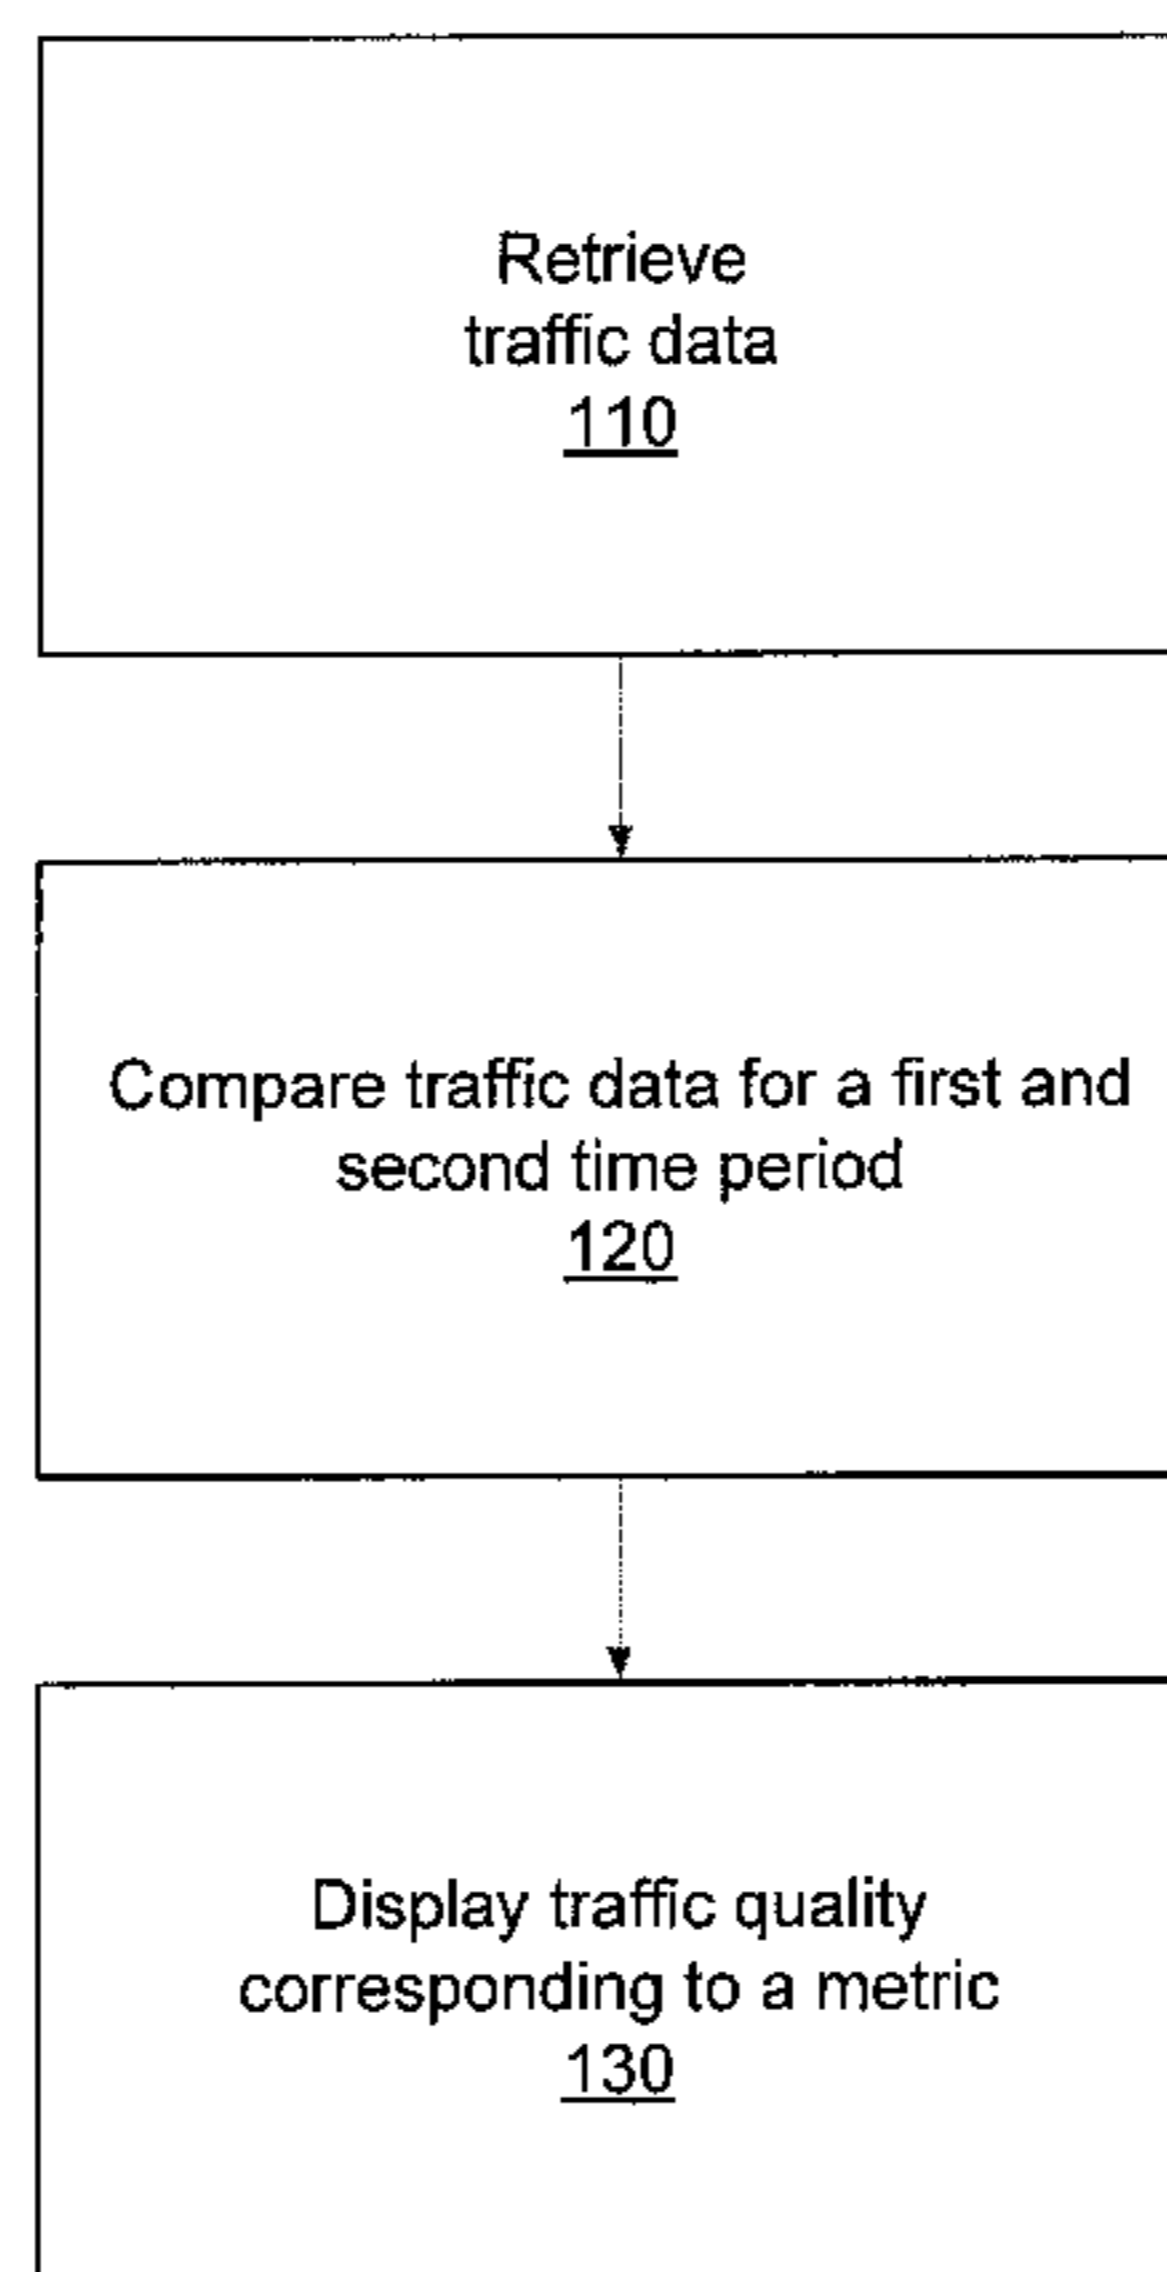 Retrieve
traffic data
110
Compare traffic data for a first and
second time period
120
Display traffic quality
corresponding to a metric
130